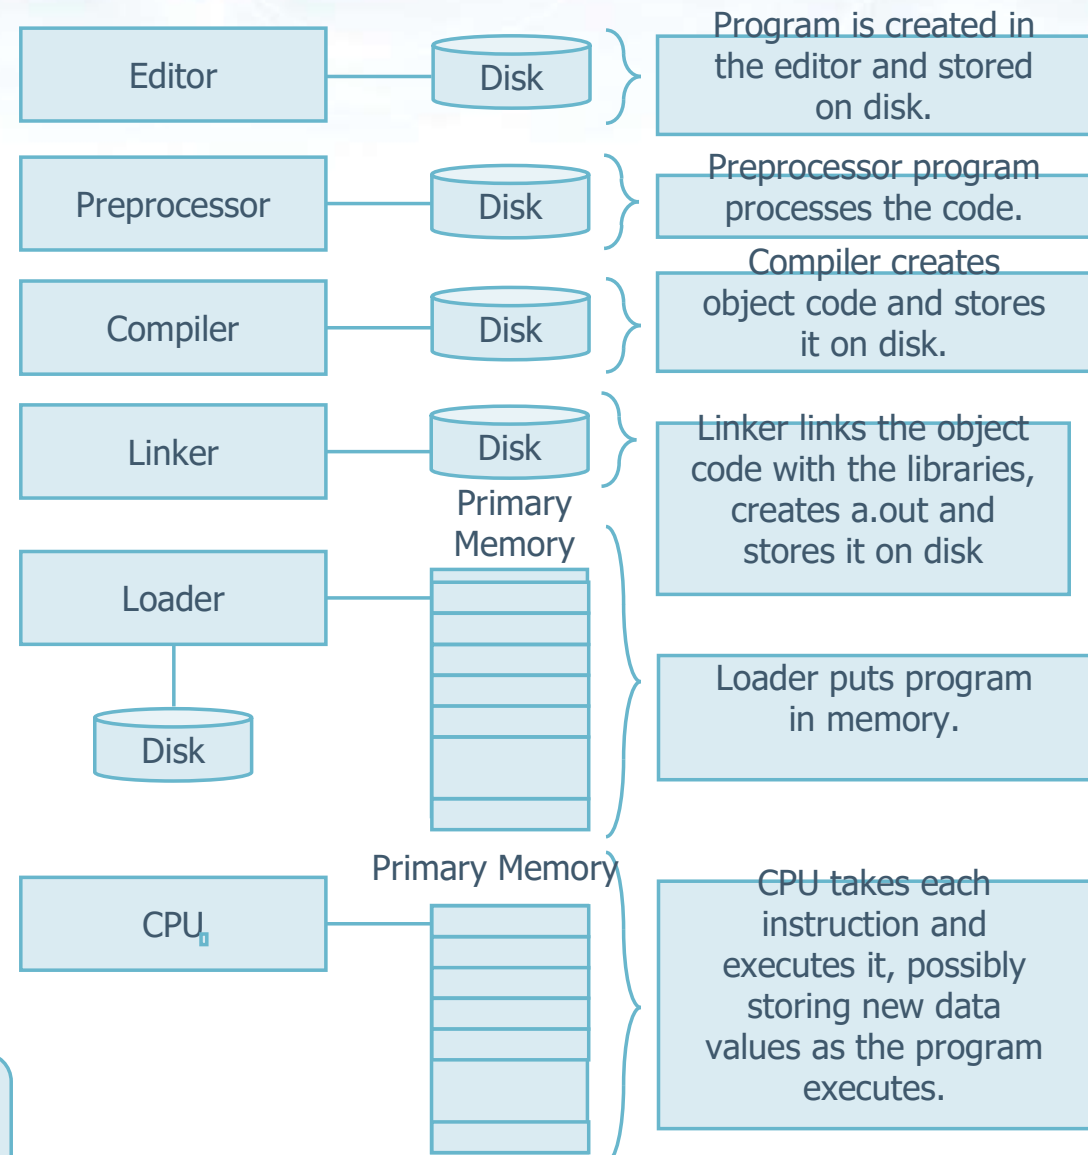 Editor
Disk
Program is created in
the editor and stored
on disk.
Preprocessor
Disk
Preprocessor program
processes the code.
Compiler
Disk
Compiler creates
object code and stores
it on disk.
Linker
Disk
Linker links the object
code with the libraries,
creates a.out and
stores it on disk
Primary
Memory
Loader
Disk
Loader puts program
in memory.
Primary Memory
CPU
CPU takes each
instruction and
executes it, possibly
storing new data
values as the program
executes.